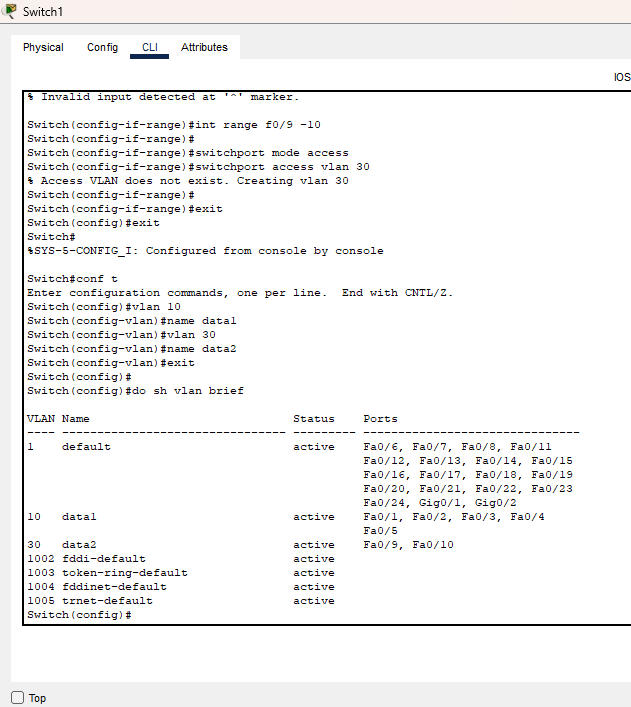 Switch1
Physical Config CLI Attributes
IOS
% Invalid input detected at '^' marker.
Switch(config-if-range)#int range f0/9 -10
Switch(config-if-range)#
Switch(config-if-range)#switchport mode access
Switch(config-if-range)#switchport access vlan 30
% Access VLAN does not exist. Creating vlan 30
Switch(config-if-range)#
Switch(config-if-range)#exit
Switch(config)#exit
Switch#
%SYS-5-CONFIG_I: Configured from console by console
Switch#conf t
Enter configuration commands, one per line.  End with CNTL/Z.
Switch(config)#vlan 10
Switch(config-vlan)#name data1
Switch(config-vlan)#vlan 30
Switch(config-vlan)#name data2
Switch(config-vlan)#exit
Switch(config)#
Switch(config)#do sh vlan brief
VLAN Name                             Status    Ports
---- -------------------------------- --------- -------------------------------
1    default                          active    Fa0/6, Fa0/7, Fa0/8, Fa0/11
                                                Fa0/12, Fa0/13, Fa0/14, Fa0/15
                                                Fa0/16, Fa0/17, Fa0/18, Fa0/19
                                                Fa0/20, Fa0/21, Fa0/22, Fa0/23
                                                Fa0/24, Gig0/1, Gig0/2
10   data1                            active    Fa0/1, Fa0/2, Fa0/3, Fa0/4
                                                Fa0/5
30   data2                            active    Fa0/9, Fa0/10
1002 fddi-default                     active
1003 token-ring-default               active
1004 fddinet-default                  active
1005 trnet-default                    active
Switch(config)#
Top